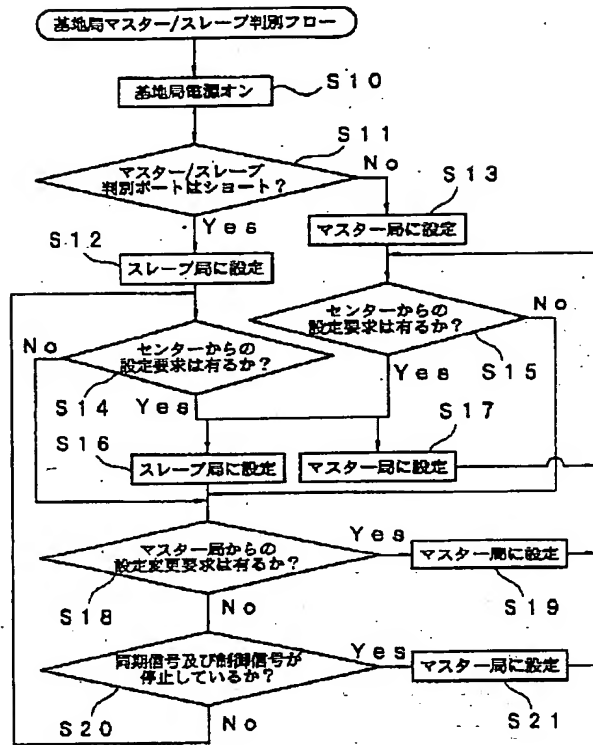 基地局マスター/スレーブ判別フロー
基地局電源オン
S10
マスター/スレーブ
判別ポートはショート?
S11
No
Yes
S12
スレーブ局に設定
S13
マスター局に設定
センターからの
設定要求は有るか?
No
Yes
S14
センターからの
設定要求は有るか?
No
Yes
S15
S16
スレーブ局に設定
S17
マスター局に設定
マスター局からの
設定変更要求は有るか?
Yes
No
S18
マスター局に設定
S19
同期信号及び制御信号が
停止しているか?
Yes
No
S20
マスター局に設定
S21